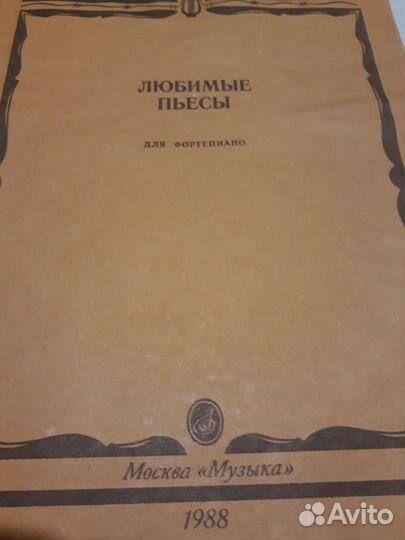 ЛЮБИМЫЕ
ПЬЕСЫ
ДЛЯ ФОРТЕПИАНО
Москва «Музыка»
1988
Avito